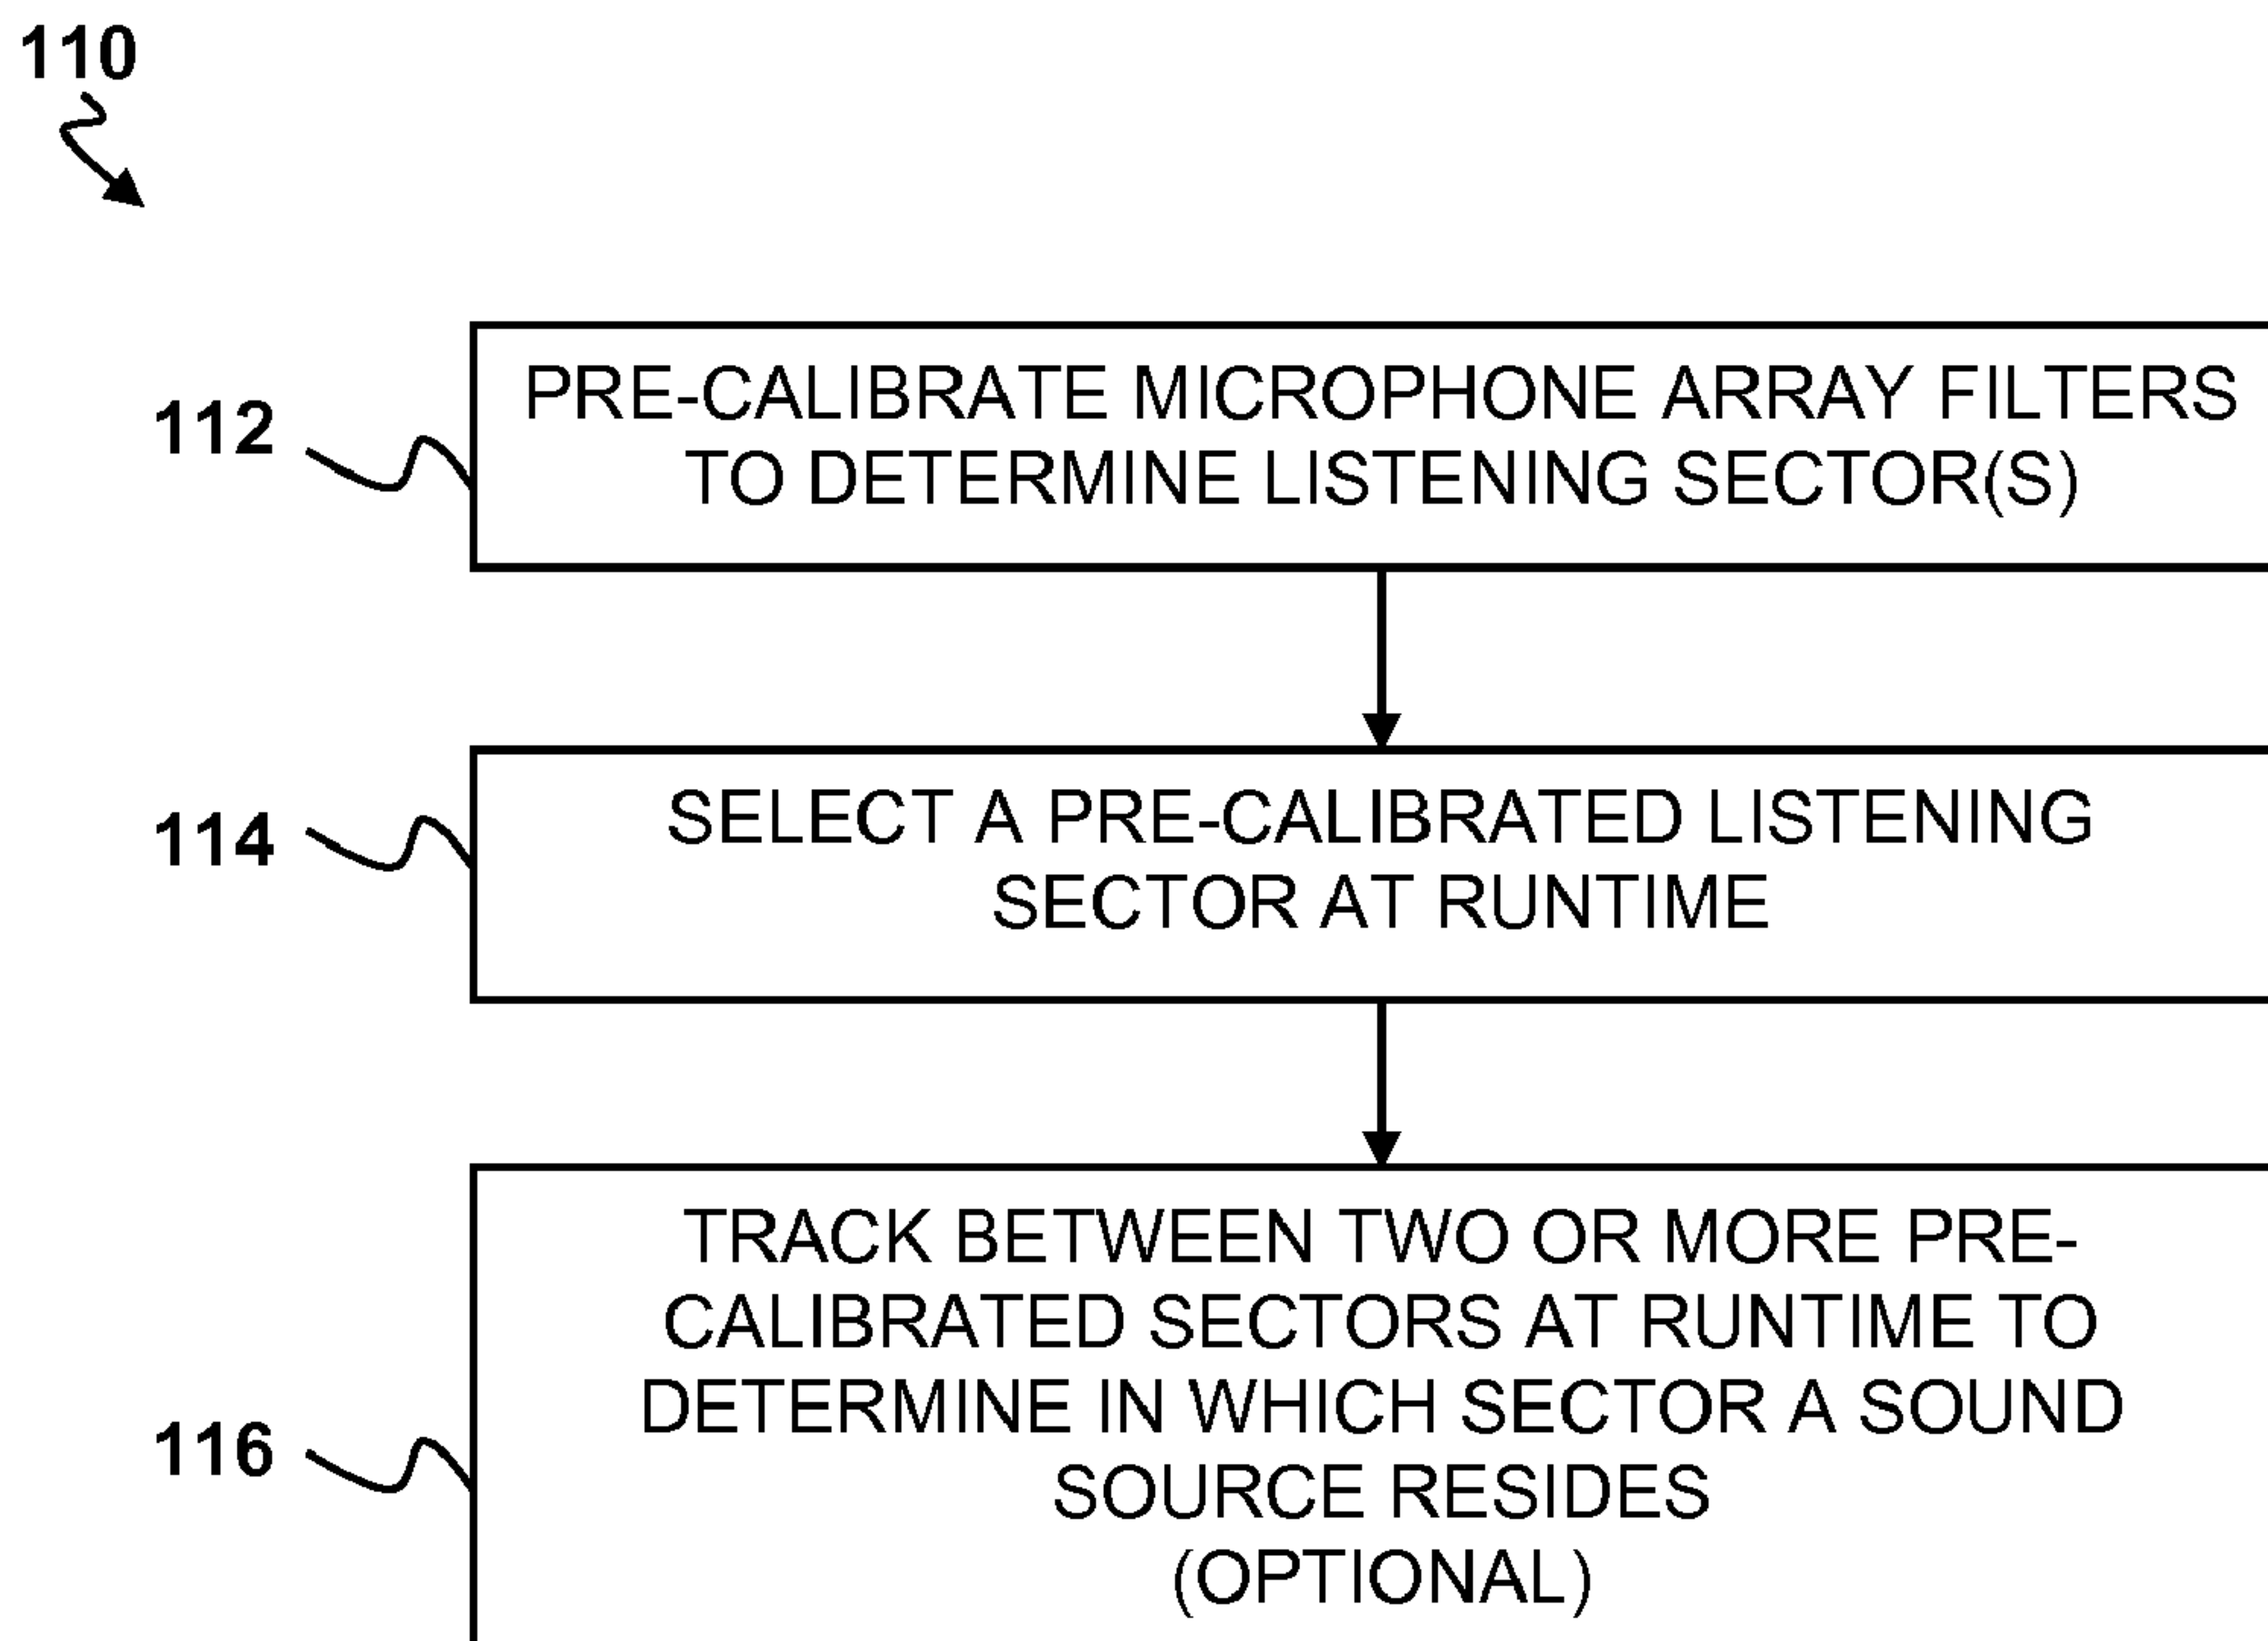 110
112
PRE-CALIBRATE MICROPHONE ARRAY FILTERS
TO DETERMINE LISTENING SECTOR(S)
114
SELECT A PRE-CALIBRATED LISTENING
SECTOR AT RUNTIME
116
TRACK BETWEEN TWO OR MORE PRE-
CALIBRATED SECTORS AT RUNTIME TO
DETERMINE IN WHICH SECTOR A SOUND
SOURCE RESIDES
(OPTIONAL)